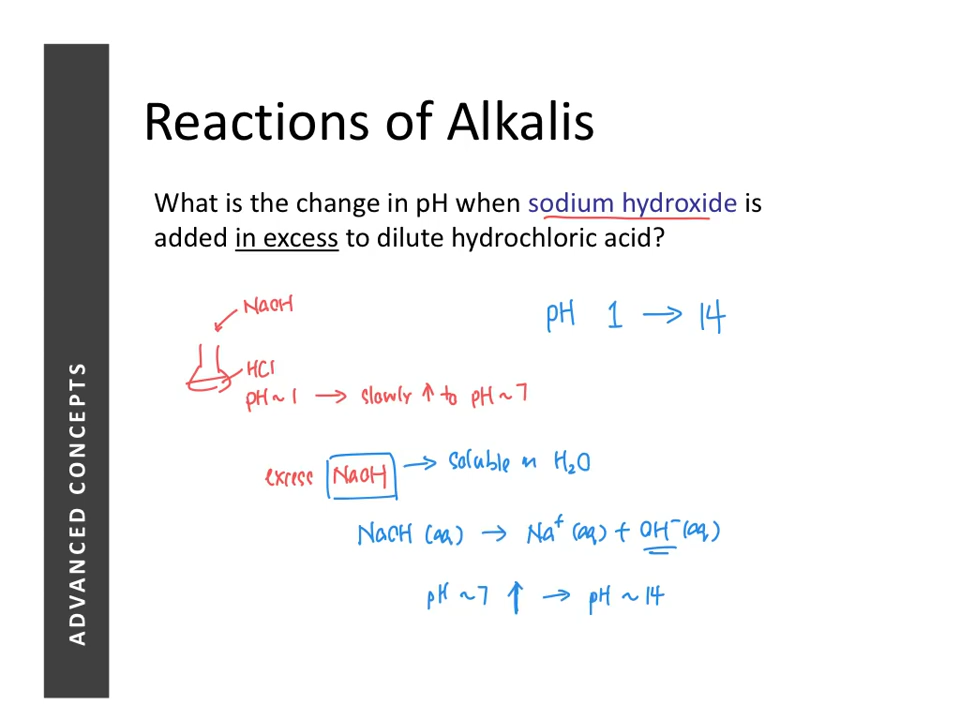 ADVANCED CONCEPTS
Reactions of Alkalis
What is the change in pH when sodium hydroxide is
added in excess to dilute hydrochloric acid?
NaOH
pH 1 → 14
HCl
pH ~ 1 → slowly ↑ to pH ~ 7
excess NaOH → soluble in H₂O
NaOH (aq) → Na⁺ (aq) + OH⁻ (aq)
pH ~ 7 ↑ → pH ~ 14